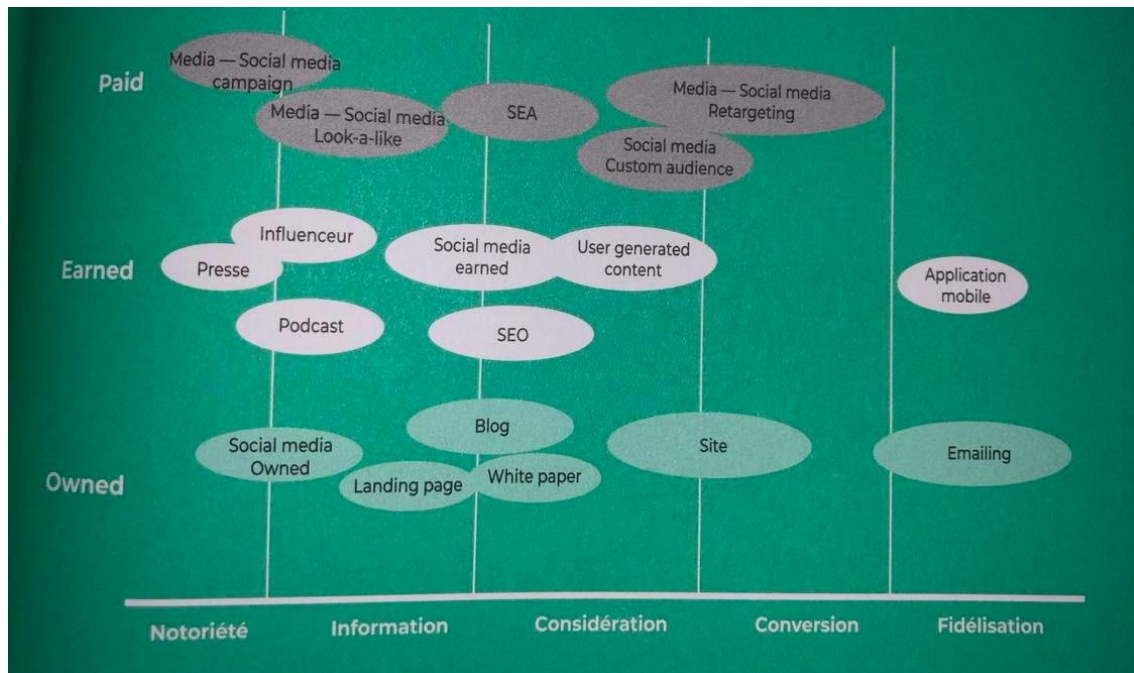 Paid
Media — Social media
campaign
Media — Social media
Look-a-like
SEA
Media — Social media
Retargeting
Social media
Custom audience
Earned
Influenceur
Presse
Podcast
Social media
earned
User generated
content
SEO
Application
mobile
Owned
Social media
Owned
Blog
Landing page
White paper
Site
Emailing
Notoriété
Information
Considération
Conversion
Fidélisation